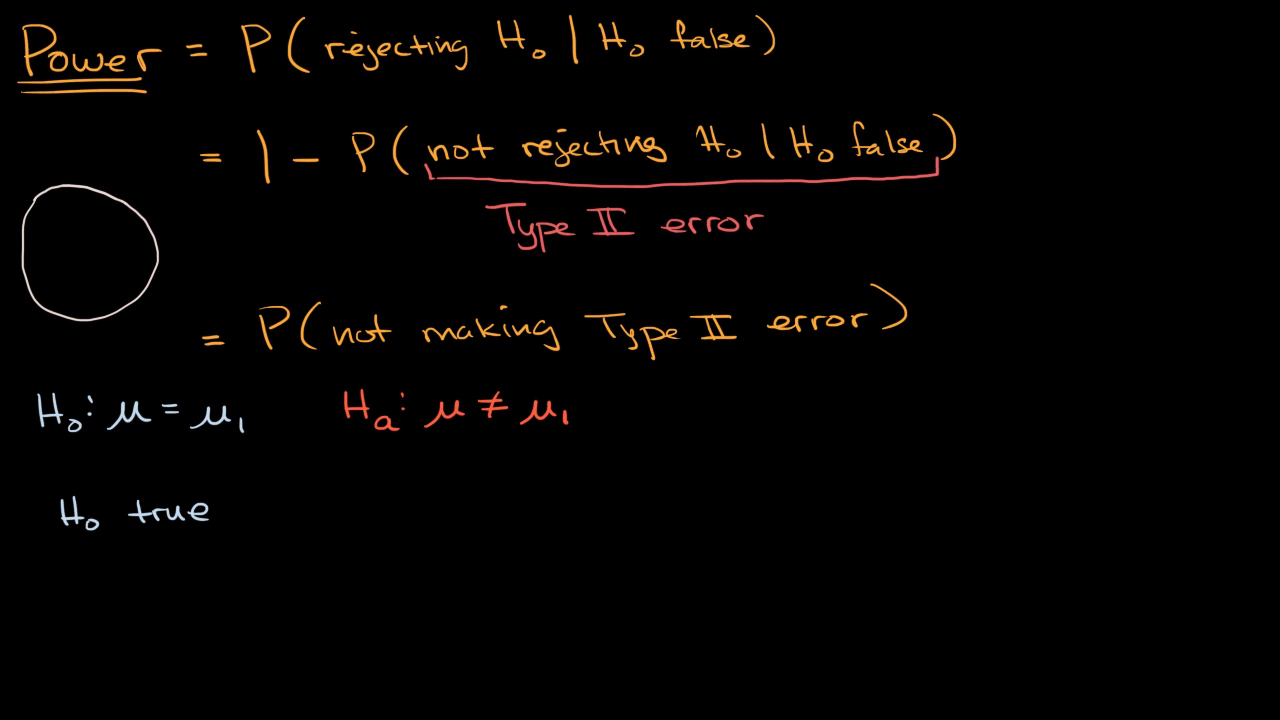 Power = P(rejecting H₀ | H₀ false)
= 1 - P(not rejecting H₀ | H₀ false)
Type II error
= P(not making Type II error)
H₀: μ = μ₁ Hₐ: μ ≠ μ₁
H₀ true